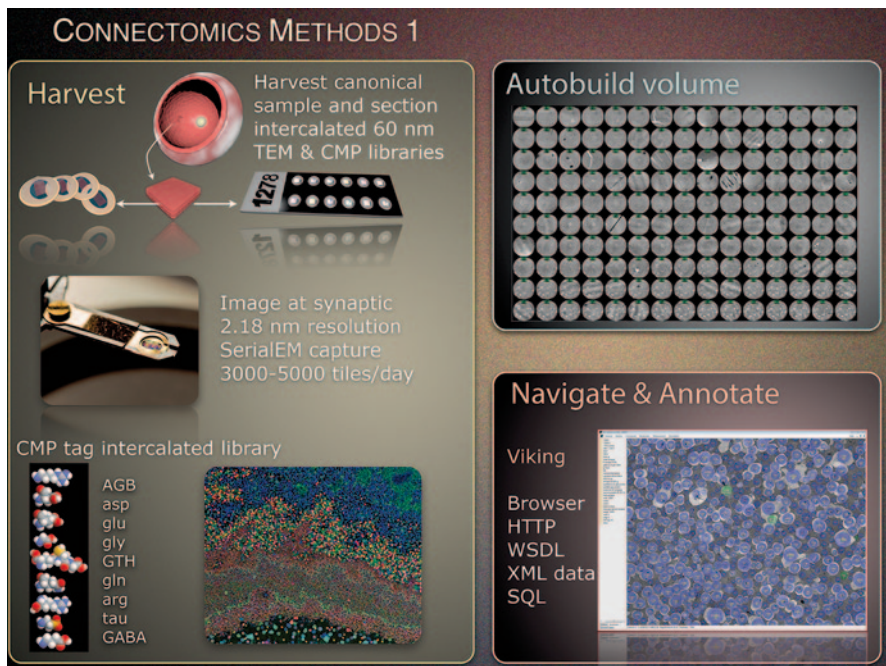 CONNECTOMICS METHODS 1
Harvest
Harvest canonical
sample and section
intercalated 60 nm
TEM & CMP libraries
1278
Image at synaptic
2.18 nm resolution
SerialEM capture
3000-5000 tiles/day
CMP tag intercalated library
AGB
asp
glu
gly
GTH
gln
arg
tau
GABA
Autobuild volume
Navigate & Annotate
Viking
Browser
HTTP
WSDL
XML data
SQL